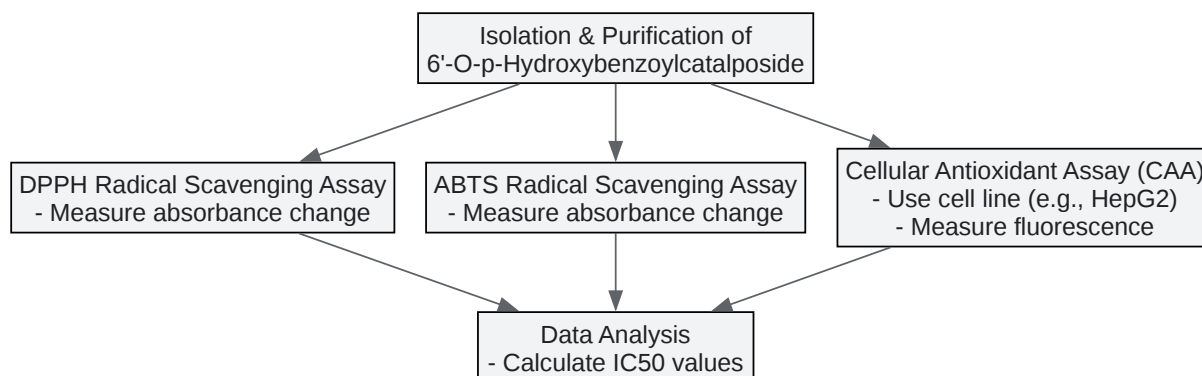 Isolation & Purification of
6'-O-p-Hydroxybenzoylcatalposide
DPPH Radical Scavenging Assay
- Measure absorbance change
ABTS Radical Scavenging Assay
- Measure absorbance change
Cellular Antioxidant Assay (CAA)
- Use cell line (e.g., HepG2)
- Measure fluorescence
Data Analysis
- Calculate IC50 values